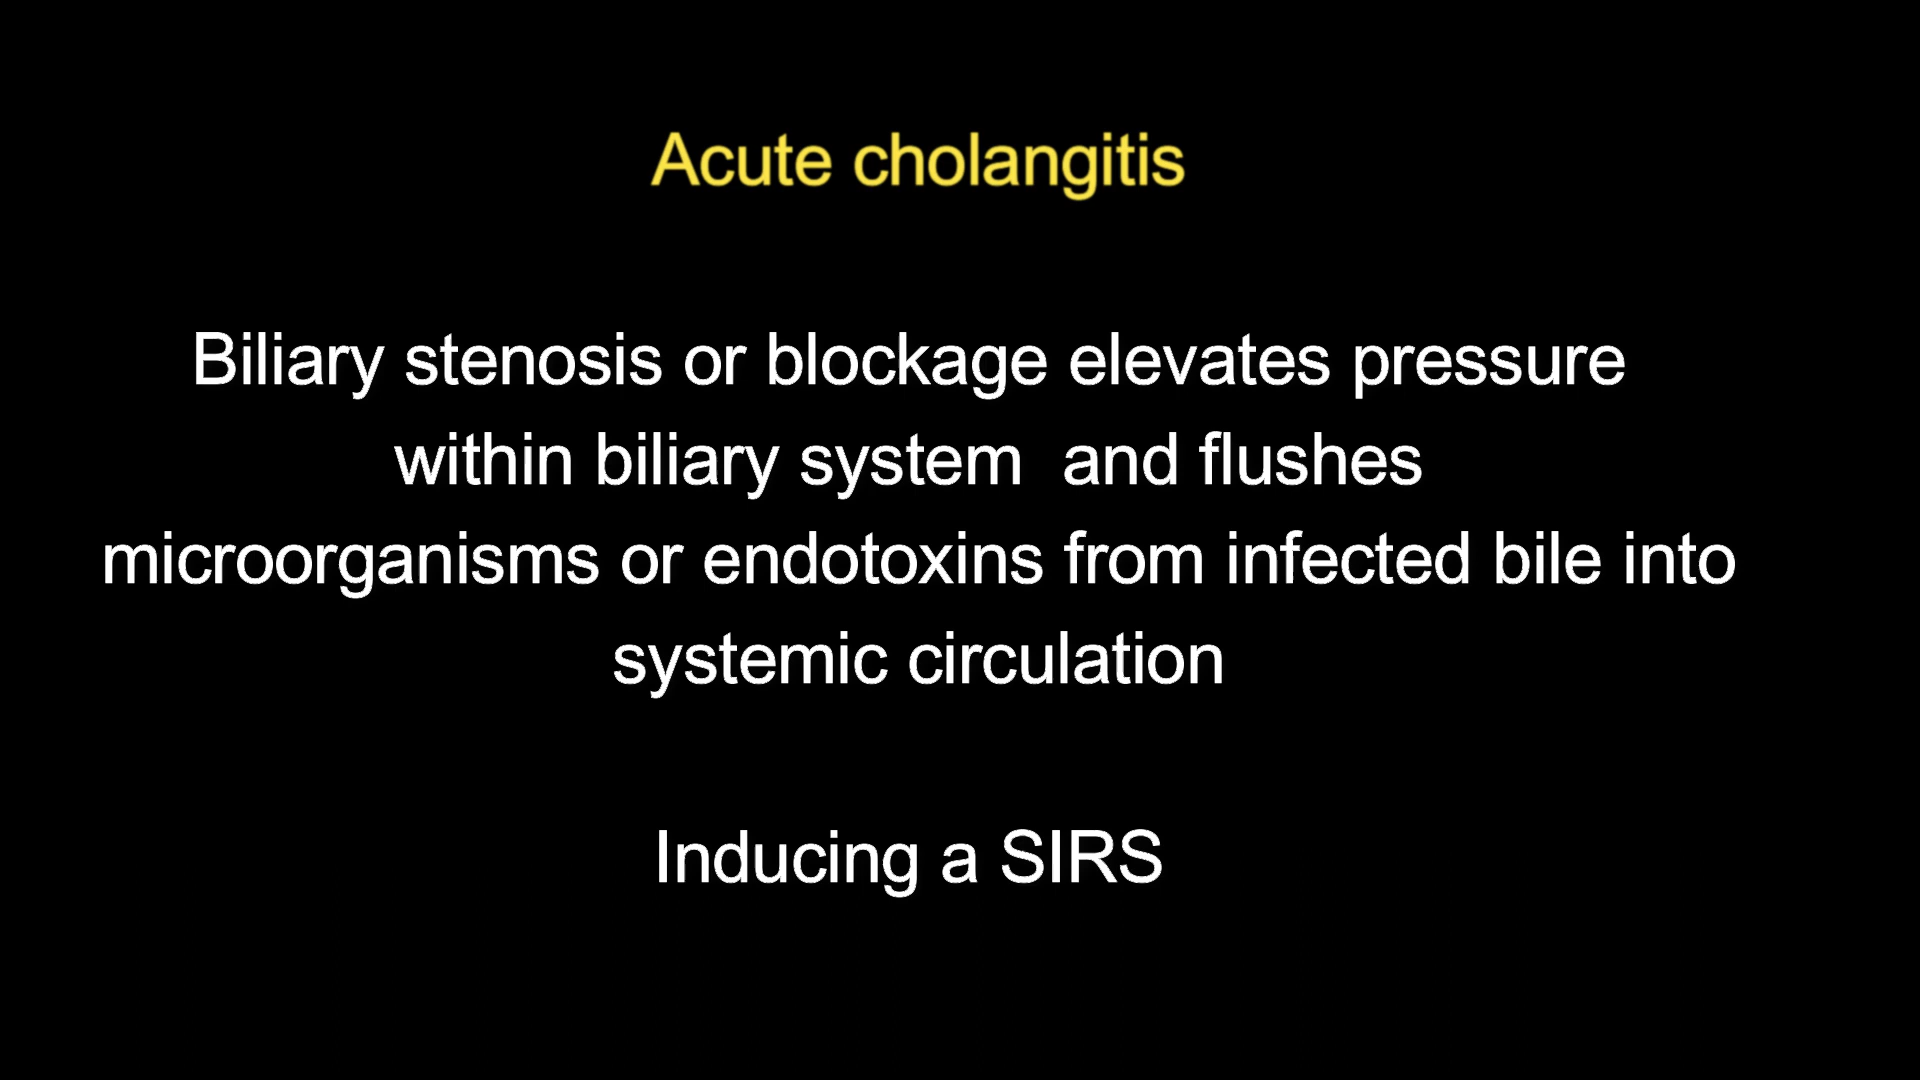 Acute cholangitis
Biliary stenosis or blockage elevates pressure
within biliary system  and flushes
microorganisms or endotoxins from infected bile into
systemic circulation
Inducing a SIRS